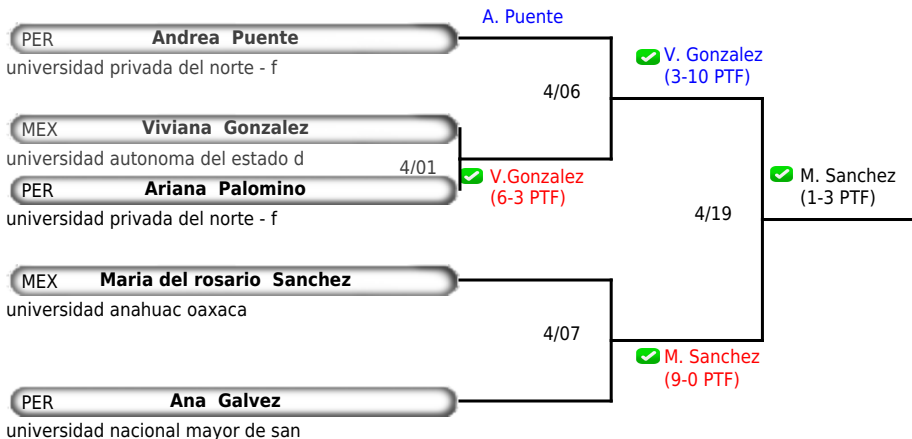 A. Puente
PER Andrea Puente
universidad privada del norte - f
V. Gonzalez
(3-10 PTF)
4/06
MEX Viviana Gonzalez
universidad autonoma del estado d
4/01
V.Gonzalez
(6-3 PTF)
PER Ariana Palomino
universidad privada del norte - f
M. Sanchez
(1-3 PTF)
4/19
MEX Maria del rosario Sanchez
universidad anahuac oaxaca
4/07
M. Sanchez
(9-0 PTF)
PER Ana Galvez
universidad nacional mayor de san